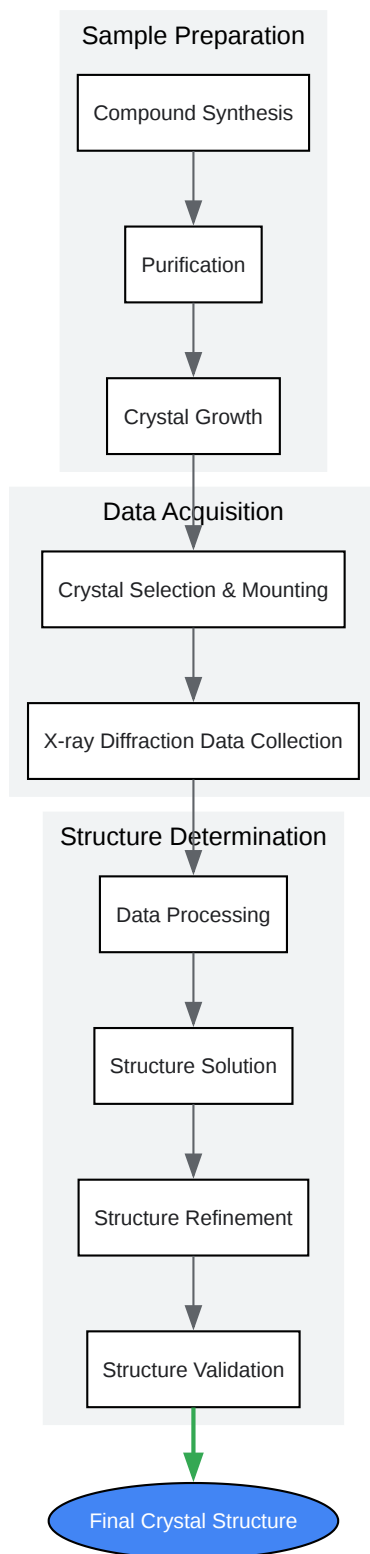 Sample Preparation
Compound Synthesis
Purification
Crystal Growth
Data Acquisition
Crystal Selection & Mounting
X-ray Diffraction Data Collection
Structure Determination
Data Processing
Structure Solution
Structure Refinement
Structure Validation
Final Crystal Structure